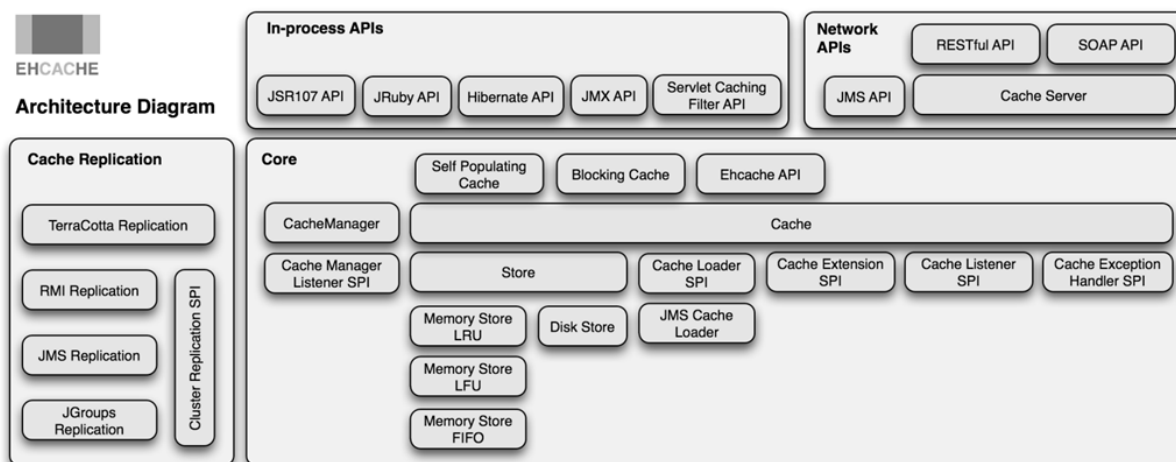 EHCACHE
Architecture Diagram
In-process APIs
JSR107 API
JRuby API
Hibernate API
JMX API
Servlet Caching
Filter API
Network
APIs
RESTful API
SOAP API
JMS API
Cache Server
Cache Replication
TerraCotta Replication
RMI Replication
JMS Replication
JGroups
Replication
Cluster Replication SPI
Core
Self Populating
Cache
Blocking Cache
Ehcache API
CacheManager
Cache
Cache Manager
Listener SPI
Store
Cache Loader
SPI
Cache Extension
SPI
Cache Listener
SPI
Cache Exception
Handler SPI
Memory Store
LRU
Disk Store
JMS Cache
Loader
Memory Store
LFU
Memory Store
FIFO